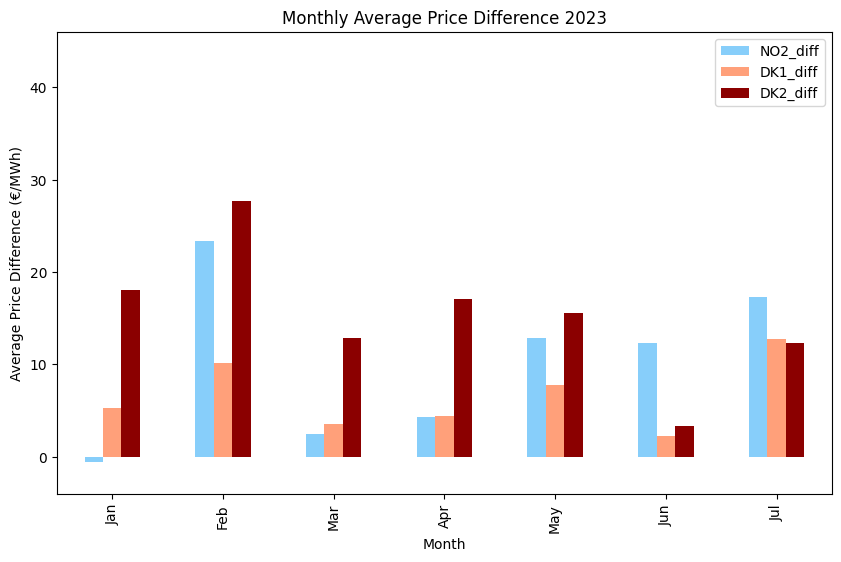 Monthly Average Price Difference 2023
NO2_diff
DK1_diff
DK2_diff
Average Price Difference (€/MWh)
40
30
20
10
0
Jan
Feb
Mar
Apr
May
Jun
Jul
Month